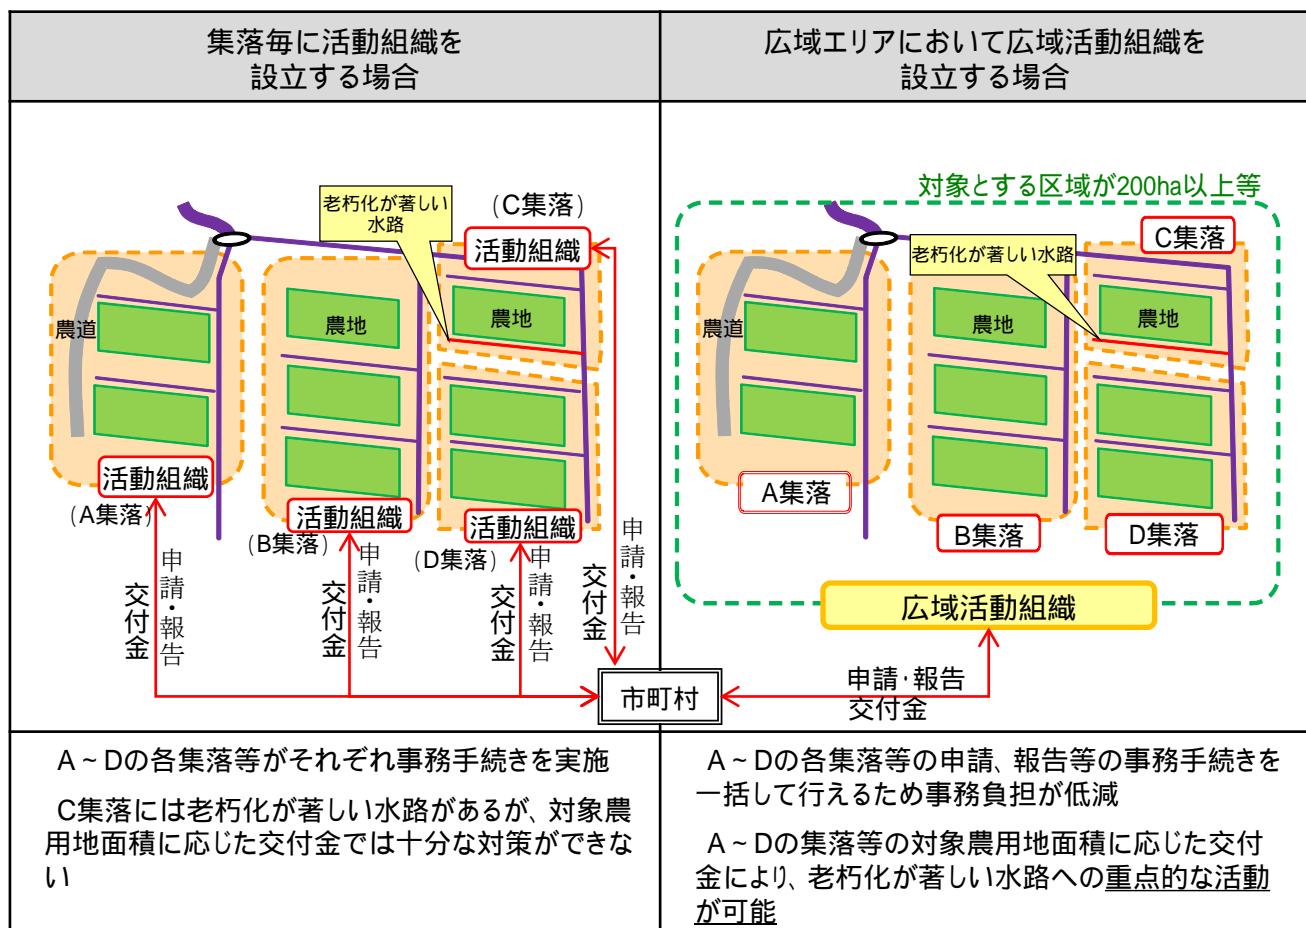 集落毎に活動組織を
設立する場合
広域エリアにおいて広域活動組織を
設立する場合
老朽化が著しい
水路
(C集落)
活動組織
農道
農地
農地
活動組織
(A集落)
活動組織
(B集落)
活動組織
(D集落)
申請・報告
交付金
申請・報告
交付金
申請・報告
交付金
申請・報告
交付金
市町村
対象とする区域が200ha以上等
C集落
老朽化が著しい水路
農道
農地
農地
A集落
B集落
D集落
広域活動組織
申請・報告
交付金
A~Dの各集落等がそれぞれ事務手続きを実施
C集落には老朽化が著しい水路があるが、対象農
用地面積に応じた交付金では十分な対策ができな
い
A~Dの各集落等の申請、報告等の事務手続きを
一括して行えるため事務負担が低減
A~Dの集落等の対象農用地面積に応じた交付
金により、老朽化が著しい水路への重点的な活動
が可能